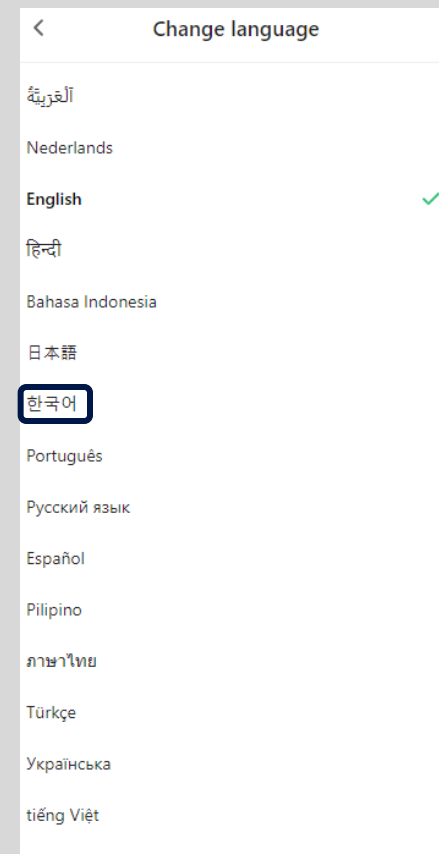 Change language
اَلْعَرَبِيَّةُ
Nederlands
English
हिन्दी
Bahasa Indonesia
日本語
한국어
Português
Русский язык
Español
Pilipino
ภาษาไทย
Türkçe
Українська
tiếng Việt